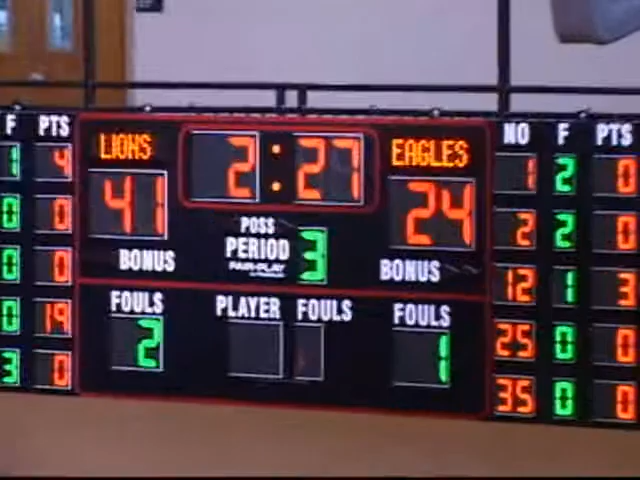 F PTS LIONS 2:27 EAGLES NO F PTS
1 4 41 24 1 2 0
0 0 POSS 2 2 0
0 0 BONUS PERIOD 3 BONUS 12 1 3
FAIR-PLAY
0 19 FOULS PLAYER FOULS FOULS 25 0 0
3 0 2 1 35 0 0